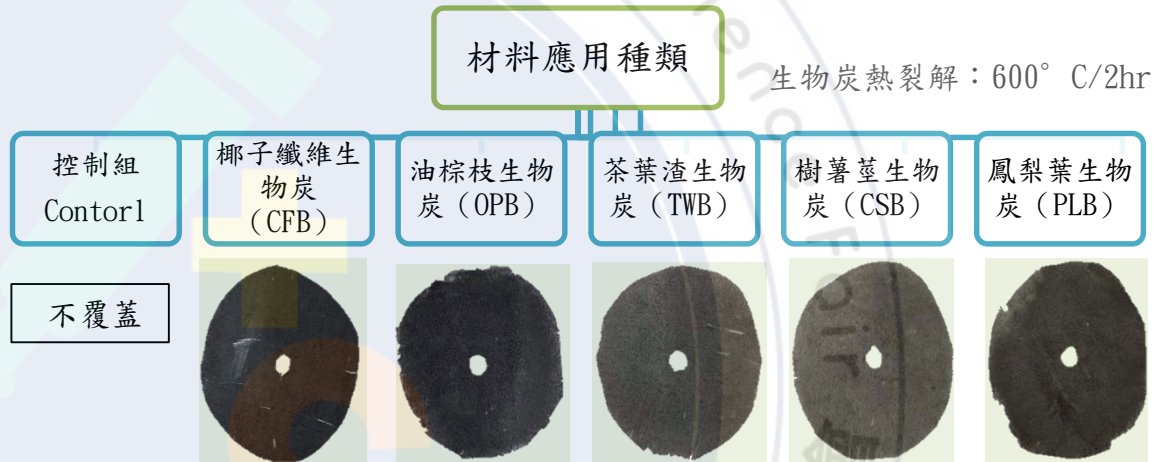 材料應用種類
生物炭熱裂解：600° C/2hr
控制組
Contorl
椰子纖維生
物炭
（CFB）
油棕枝生物
炭（OPB）
茶葉渣生物
炭（TWB）
樹薯莖生物
炭（CSB）
鳳梨葉生物
炭（PLB）
不覆蓋